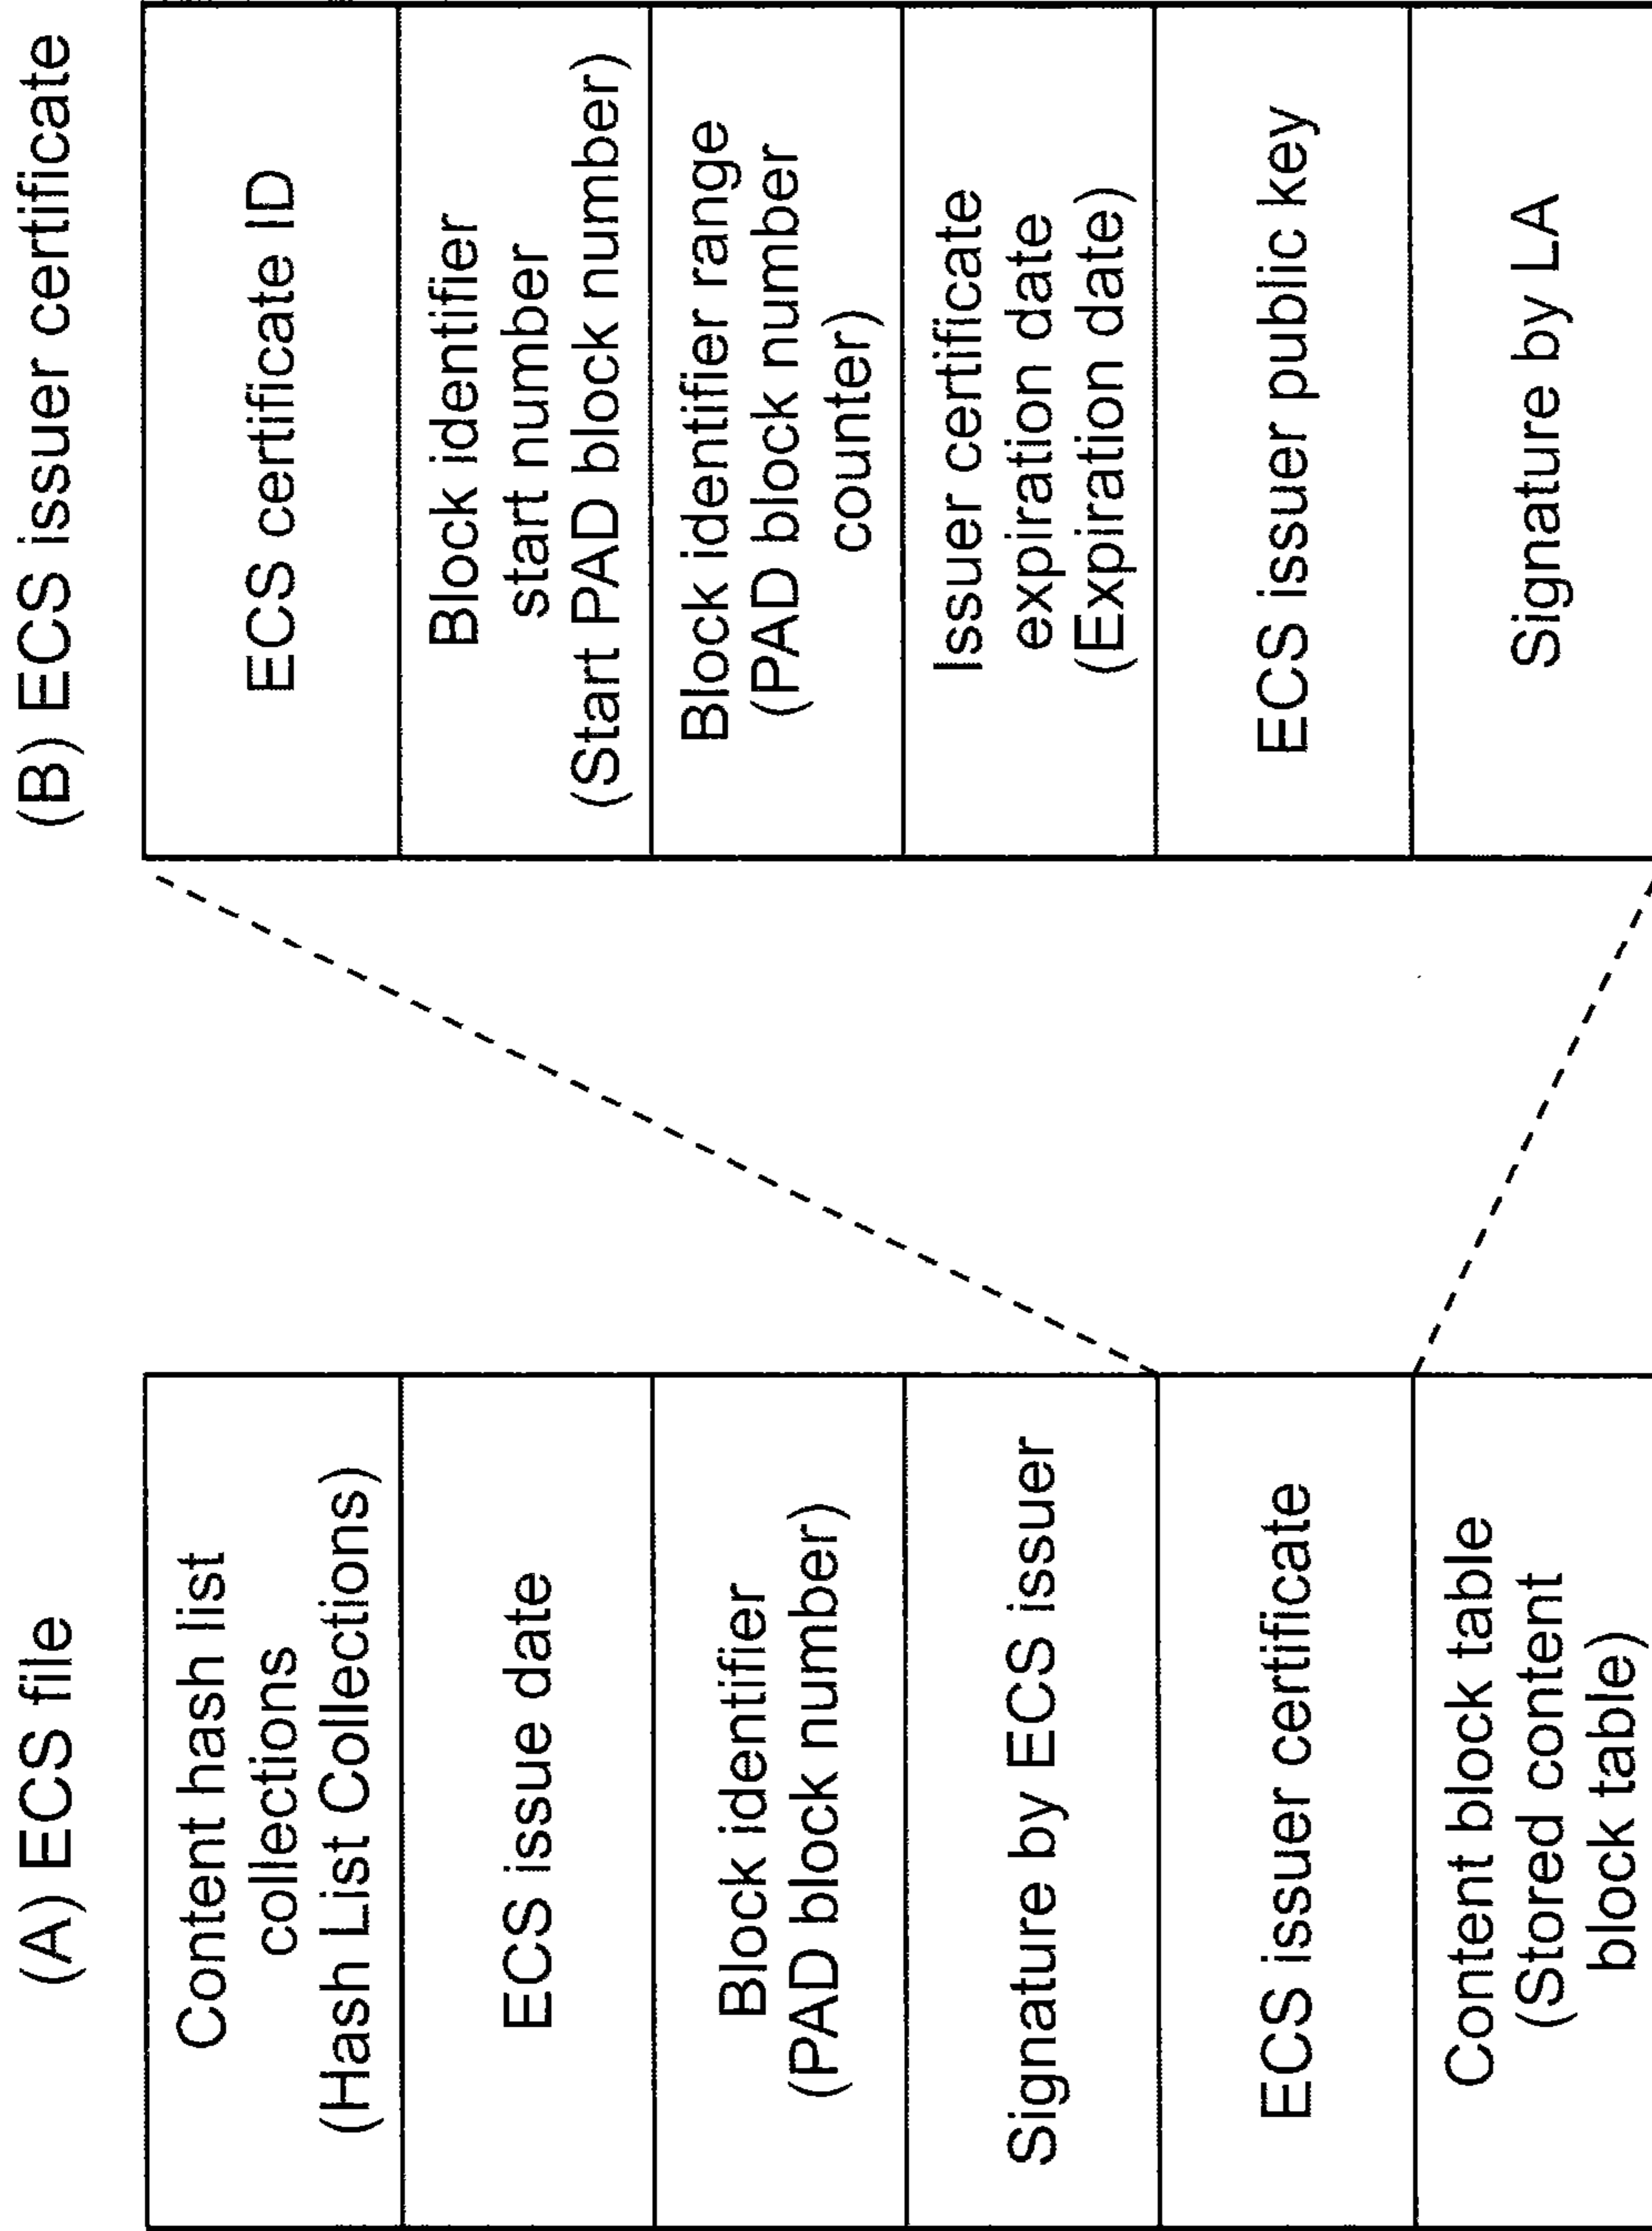 (A) ECS file
Content hash list
collections
(Hash List Collections)
ECS issue date
Block identifier
(PAD block number)
Signature by ECS issuer
ECS issuer certificate
Content block table
(Stored content
block table)
(B) ECS issuer certificate
ECS certificate ID
Block identifier
start number
(Start PAD block number)
Block identifier range
(PAD block number
counter)
Issuer certificate
expiration date
(Expiration date)
ECS issuer public key
Signature by LA